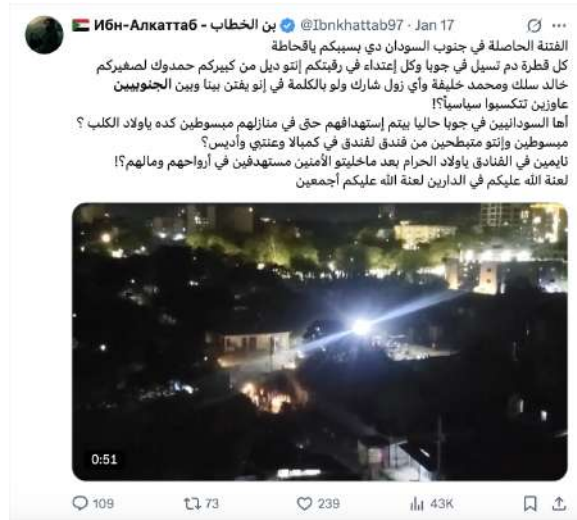 Ибн-Алкаттаб - بن الخطاب @Ibnkhattab97 · Jan 17
الفتنة الحاصلة في جنوب السودان دي بسببكم ياقحاطة
كل قطرة دم تسيل في جوبا وكل إعتداء في رقبتكم إنتو ديل من كبيركم حمدوك لصغيركم
خالد سلك ومحمد خليفة وأي زول شارك ولو بالكلمة في إنو يفتن بينا وبين الجنوبيين
عاوزين تتكسبوا سياسياً؟!
أها السودانيين في جوبا حاليا بيتم إستهدافهم حتى في منازلهم مبسوطين كده ياولاد الكلب ؟
مبسوطين وإنتو متبطحين من فندق لفندق في كمبالا وعنتبي وأديس؟
نايمين في الفنادق ياولاد الحرام بعد ماخليتو الأمنين مستهدفين في أرواحهم ومالهم؟!
لعنة الله عليكم في الدارين لعنة الله عليكم أجمعين
0:51
109 73 239 43K